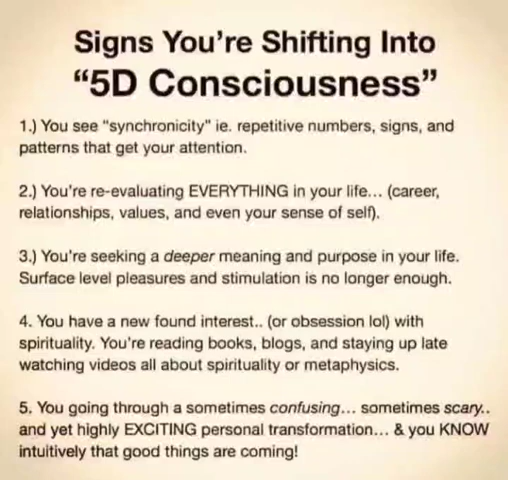 Signs You're Shifting Into
"5D Consciousness"
1.) You see "synchronicity" ie. repetitive numbers, signs, and
patterns that get your attention.
2.) You're re-evaluating EVERYTHING in your life... (career,
relationships, values, and even your sense of self).
3.) You're seeking a deeper meaning and purpose in your life.
Surface level pleasures and stimulation is no longer enough.
4. You have a new found interest.. (or obsession lol) with
spirituality. You're reading books, blogs, and staying up late
watching videos all about spirituality or metaphysics.
5. You going through a sometimes confusing... sometimes scary..
and yet highly EXCITING personal transformation... & you KNOW
intuitively that good things are coming!